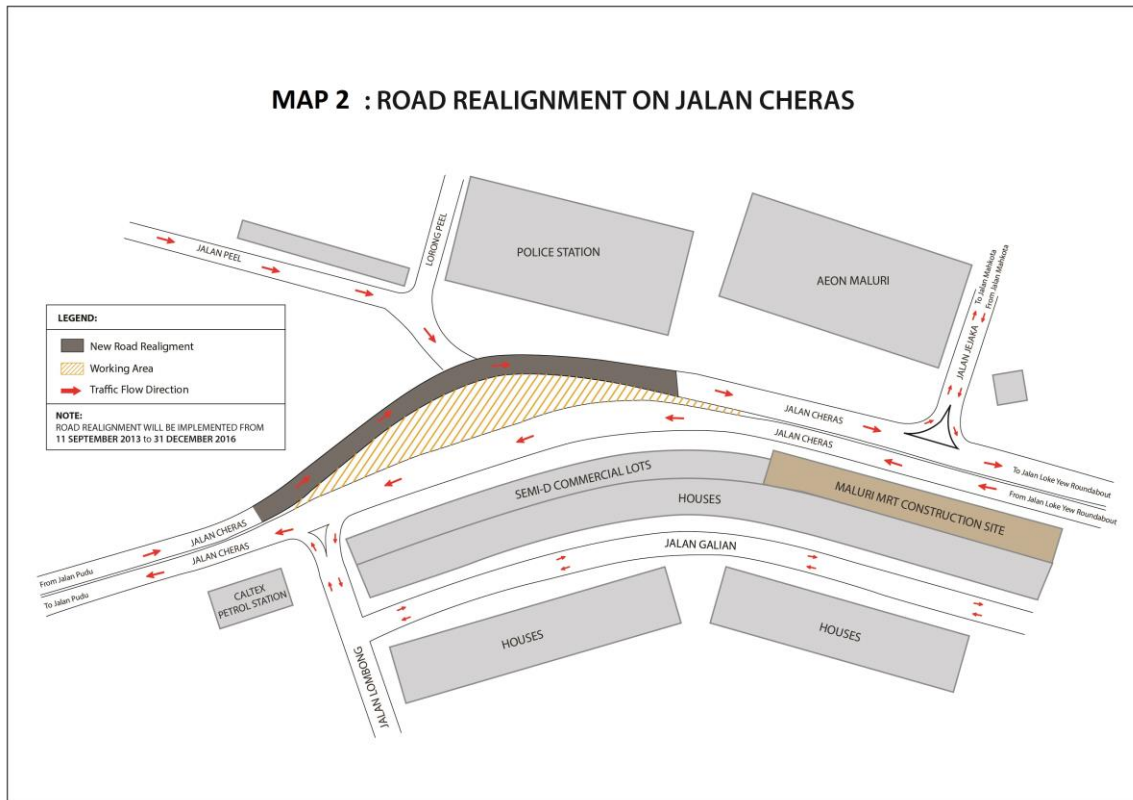 MAP 2 : ROAD REALIGNMENT ON JALAN CHERAS
LORONG PEEL
POLICE STATION
JALAN PEEL
AEON MALURI
To Jalan Mahkota
From Jalan Mahkota
JALAN JEJAKA
LEGEND:
New Road Realigment
Working Area
Traffic Flow Direction
NOTE:
ROAD REALIGNMENT WILL BE IMPLEMENTED FROM
11 SEPTEMBER 2013 to 31 DECEMBER 2016
JALAN CHERAS
JALAN CHERAS
To Jalan Loke Yew Roundabout
From Jalan Loke Yew Roundabout
SEMI-D COMMERCIAL LOTS
HOUSES
MALURI MRT CONSTRUCTION SITE
JALAN CHERAS
JALAN CHERAS
From Jalan Pudu
To Jalan Pudu
JALAN GALIAN
CALTEX
PETROL STATION
HOUSES
HOUSES
JALAN LOMBONG